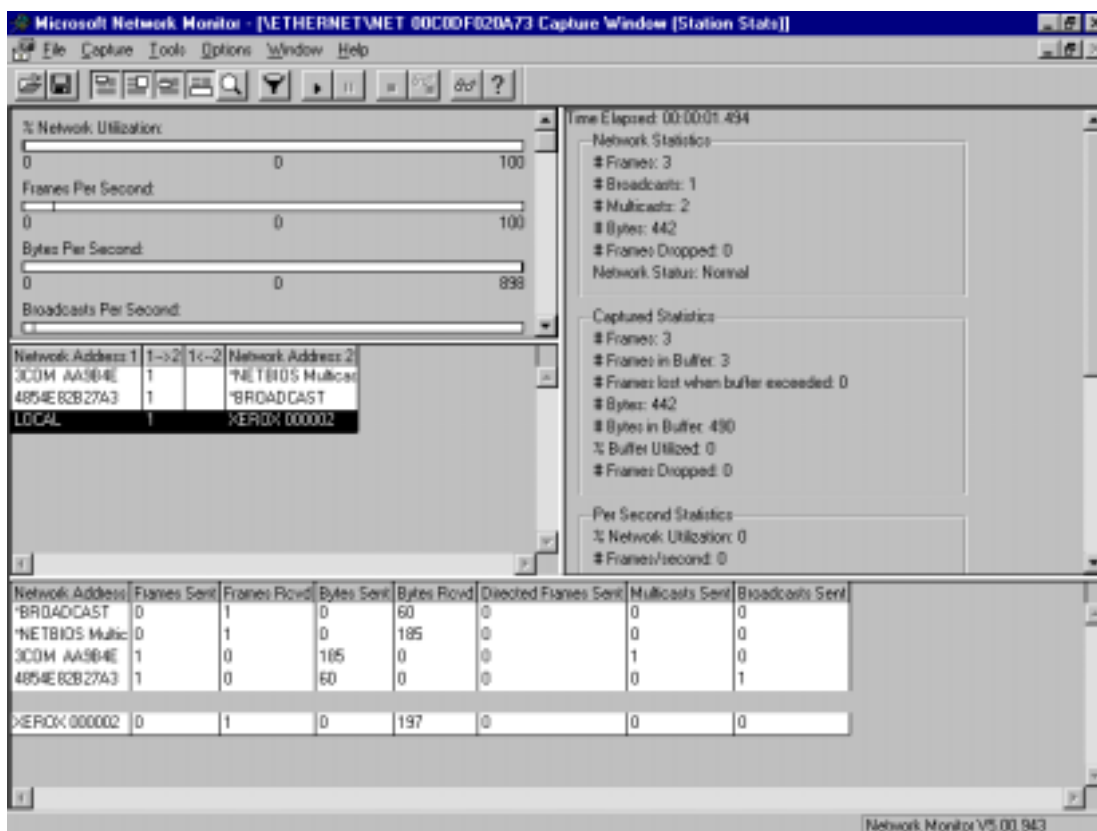 Microsoft Network Monitor - [\ETHERNET\NET 00C0DF020A73 Capture Window (Station Stats)]
File Capture Tools Options Window Help
% Network Utilization:
0 0 100
Frames Per Second:
0 0 100
Bytes Per Second:
0 0 898
Broadcasts Per Second:
Time Elapsed: 00:00:01.494
Network Statistics
# Frames: 3
# Broadcasts: 1
# Multicasts: 2
# Bytes: 442
# Frames Dropped: 0
Network Status: Normal
Captured Statistics
# Frames: 3
# Frames in Buffer: 3
# Frames lost when buffer exceeded: 0
# Bytes: 442
# Bytes in Buffer: 490
% Buffer Utilized: 0
# Frames Dropped: 0
Per Second Statistics
% Network Utilization: 0
# Frames/second: 0
Network Address 1 1-->2 1<--2 Network Address 2
3COM AA9B4E 1 *NETBIOS Multicas
4854E82B27A3 1 *BROADCAST
LOCAL 1 XEROX 000002
Network Address Frames Sent Frames Rcvd Bytes Sent Bytes Rcvd Directed Frames Sent Multicasts Sent Broadcasts Sent
*BROADCAST 0 1 0 60 0 0 0
*NETBIOS Multic 0 1 0 185 0 0 0
3COM AA9B4E 1 0 185 0 0 1 0
4854E82B27A3 1 0 60 0 0 0 1
XEROX 000002 0 1 0 197 0 0 0
Network Monitor V5.00.943